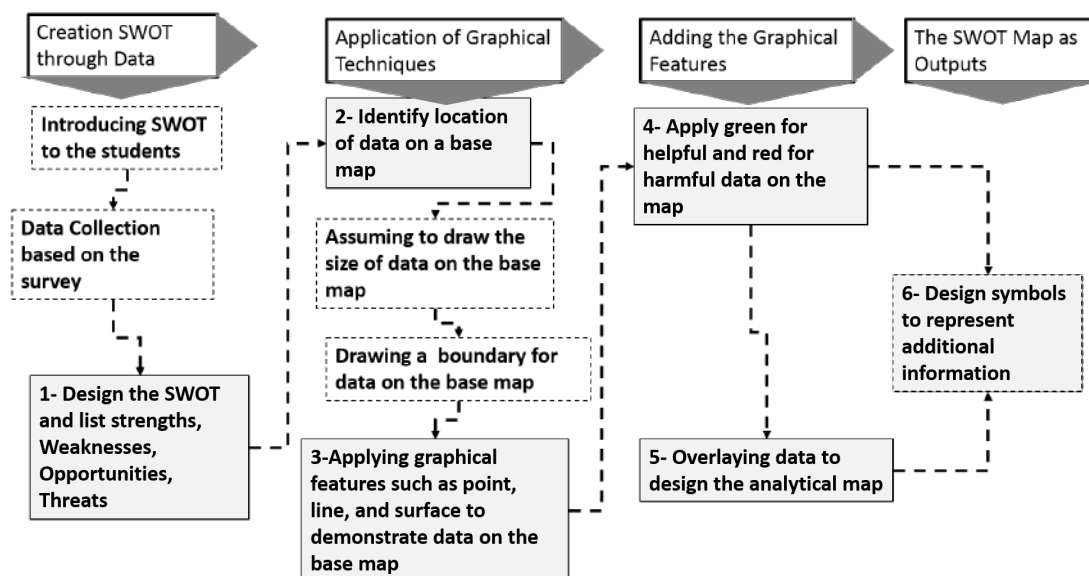 Creation SWOT
through Data
Application of Graphical
Techniques
Adding the Graphical
Features
The SWOT Map as
Outputs
Introducing SWOT
to the students
Data Collection
based on the
survey
1- Design the SWOT
and list strengths,
Weaknesses,
Opportunities,
Threats
2- Identify location
of data on a base
map
Assuming to draw the
size of data on the base
map
Drawing a boundary for
data on the base map
3-Applying graphical
features such as point,
line, and surface to
demonstrate data on the
base map
4- Apply green for
helpful and red for
harmful data on the
map
5- Overlaying data to
design the analytical map
6- Design symbols
to represent
additional
information